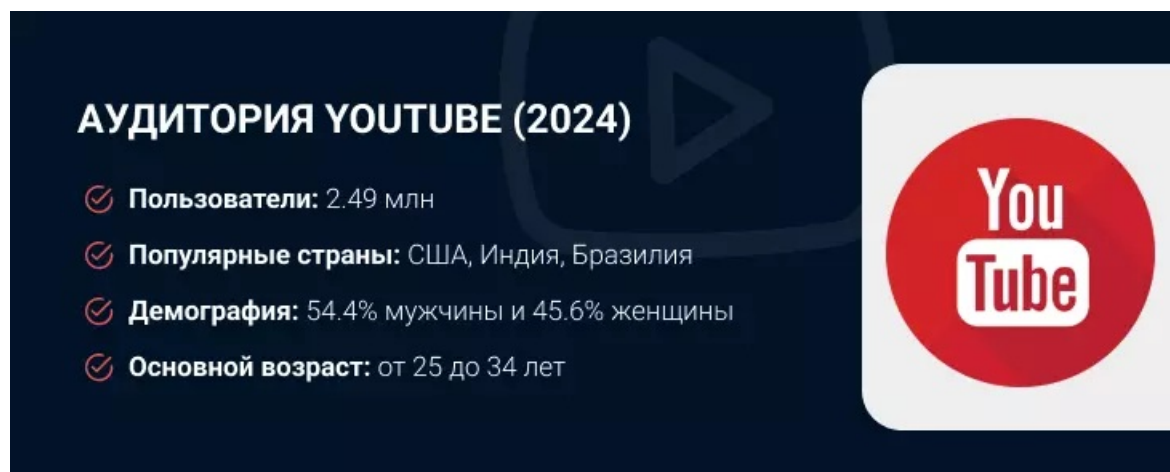 АУДИТОРИЯ YOUTUBE (2024)
Пользователи: 2.49 млн
Популярные страны: США, Индия, Бразилия
Демография: 54.4% мужчины и 45.6% женщины
Основной возраст: от 25 до 34 лет
You
Tube